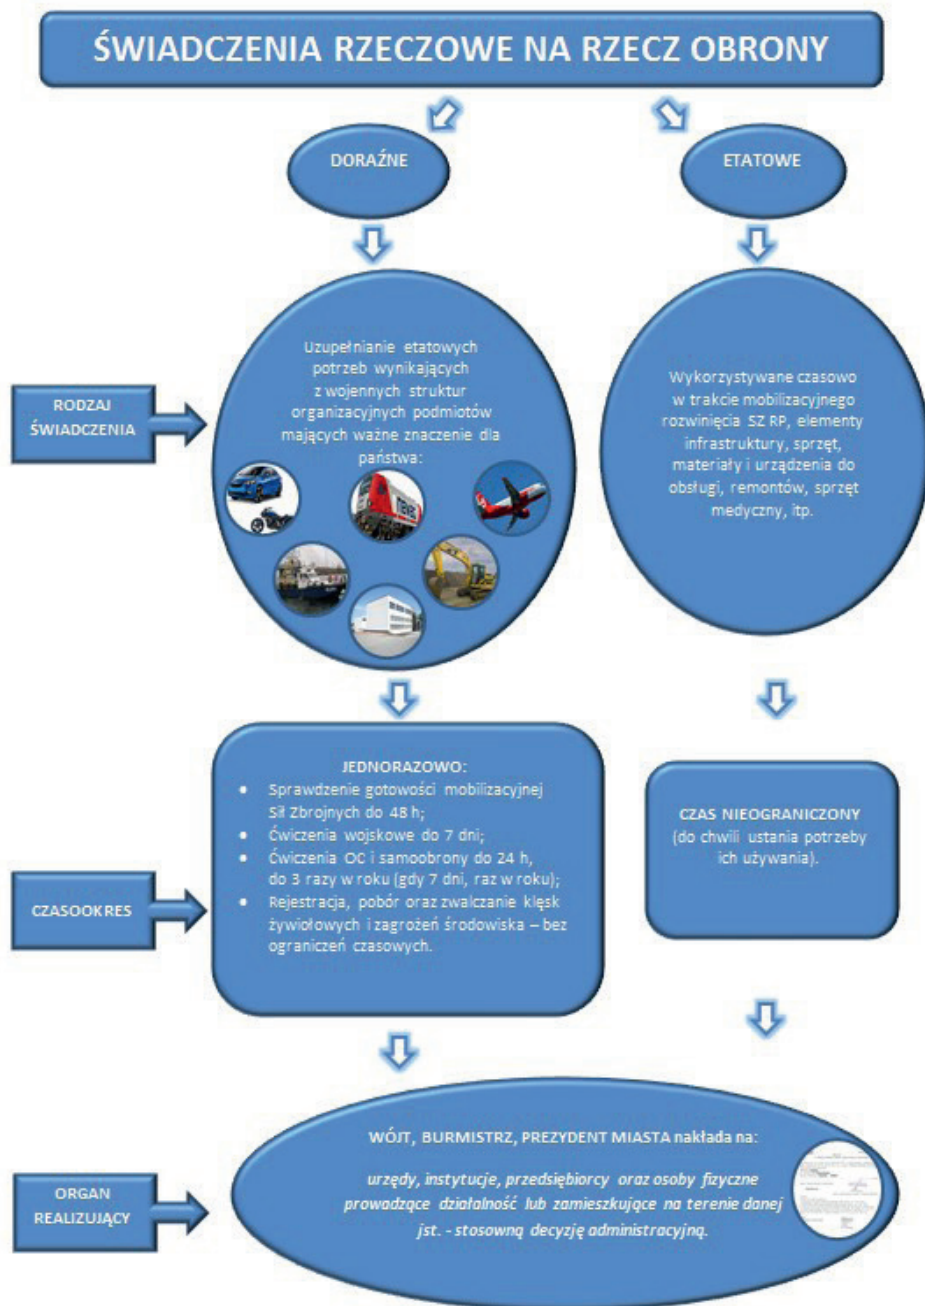 ŚWIADCZENIA RZECZOWE NA RZECZ OBRONY
DORAŹNE
ETATOWE
RODZAJ
ŚWIADCZENIA
Uzupełnianie etatowych
potrzeb wynikających
z wojennych struktur
organizacyjnych podmiotów
mających ważne znaczenie dla
państwa:
Wykorzystywane czasowo
w trakcie mobilizacyjnego
rozwinięcia SZ RP, elementy
infrastruktury, sprzęt,
materiały i urządzenia do
obsługi, remontów, sprzęt
medyczny, itp.
CZASOOKRES
JEDNORAZOWO:
• Sprawdzenie gotowości mobilizacyjnej
Sił Zbrojnych do 48 h;
• Ćwiczenia wojskowe do 7 dni;
• Ćwiczenia OC i samoobrony do 24 h,
do 3 razy w roku (gdy 7 dni, raz w roku);
• Rejestracja, pobór oraz zwalczanie klęsk
żywiołowych i zagrożeń środowiska – bez
ograniczeń czasowych.
CZAS NIEOGRANICZONY
(do chwili ustania potrzeby
ich używania).
ORGAN
REALIZUJĄCY
WÓJT, BURMISTRZ, PREZYDENT MIASTA nakłada na:
urzędy, instytucje, przedsiębiorcy oraz osoby fizyczne
prowadzące działalność lub zamieszkujące na terenie danej
jst. - stosowną decyzję administracyjną.